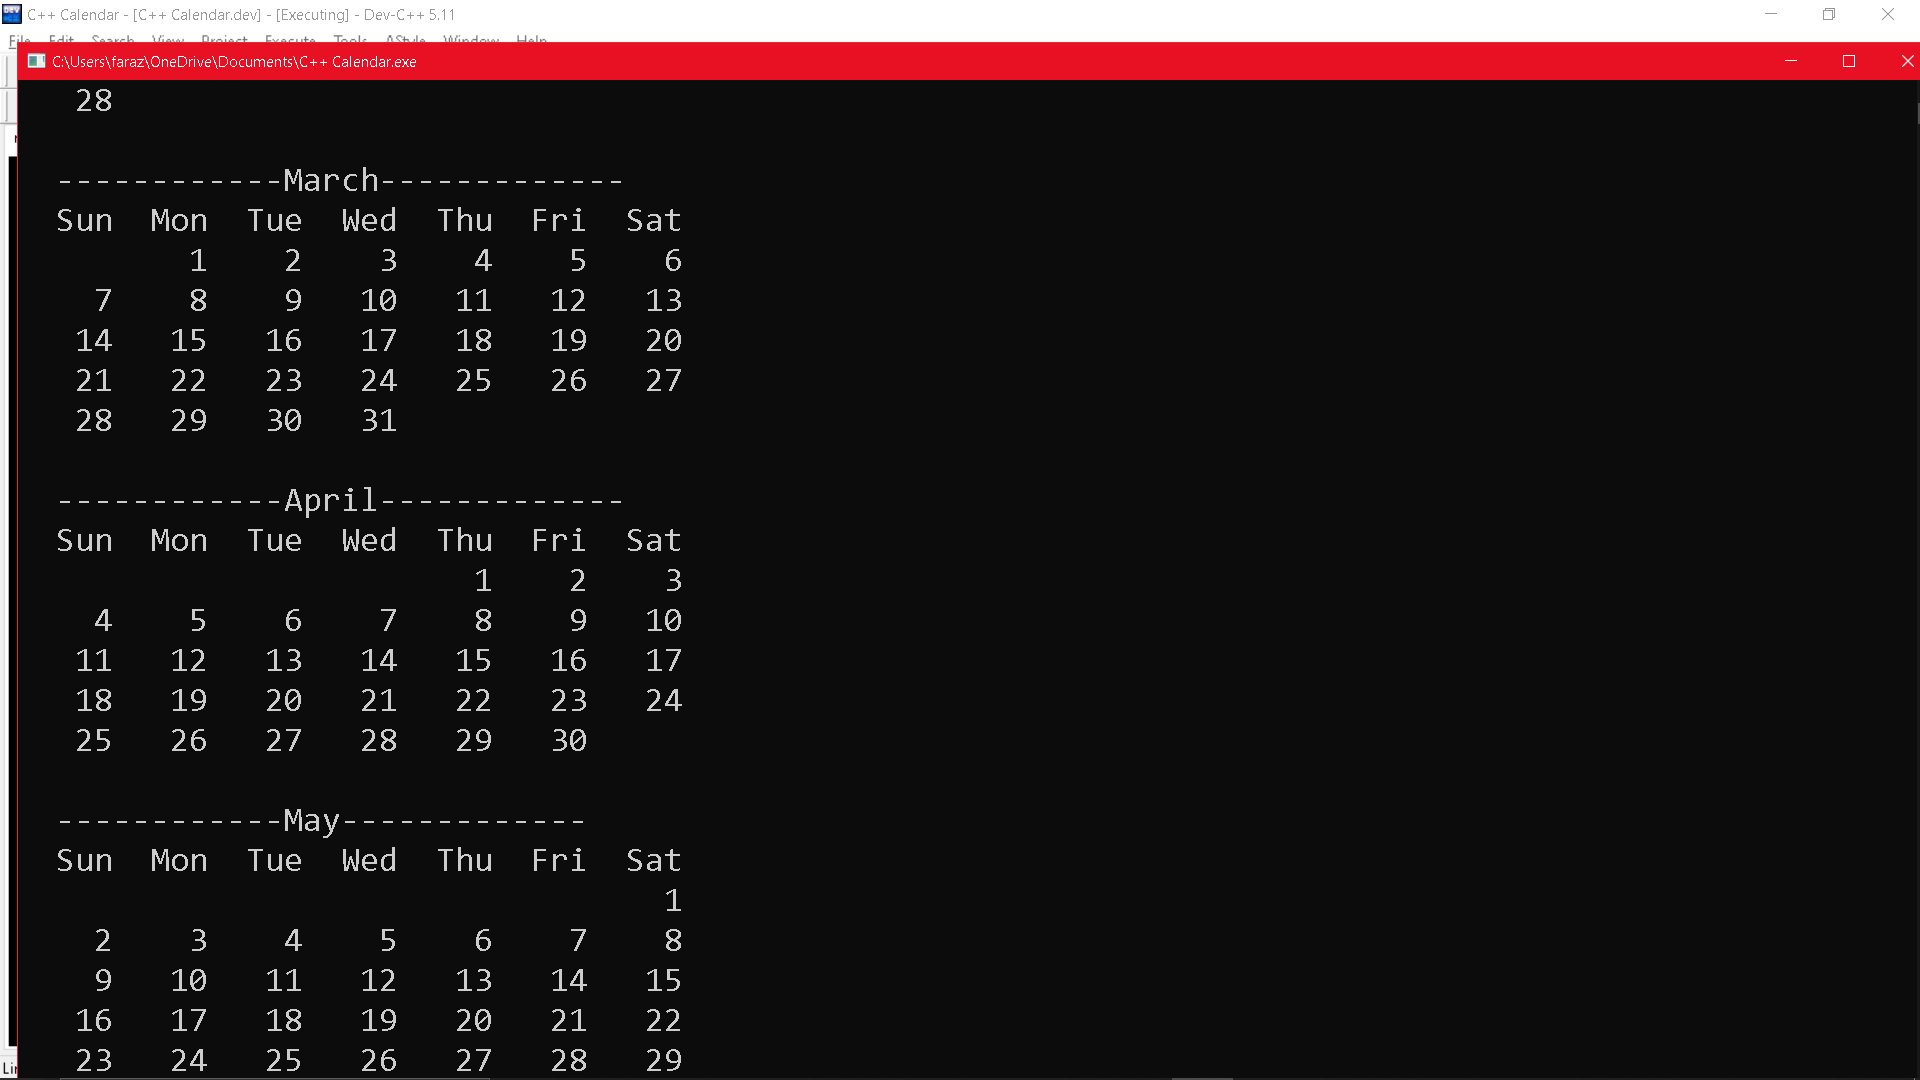 C++ Calendar - [C++ Calendar.dev] - [Executing] - Dev-C++ 5.11
File Edit Search View Project Execute Tools AStyle Window Help
C:\Users\faraz\OneDrive\Documents\C++ Calendar.exe
28
------------March-------------
Sun Mon Tue Wed Thu Fri Sat
1 2 3 4 5 6
7 8 9 10 11 12 13
14 15 16 17 18 19 20
21 22 23 24 25 26 27
28 29 30 31
------------April-------------
Sun Mon Tue Wed Thu Fri Sat
1 2 3
4 5 6 7 8 9 10
11 12 13 14 15 16 17
18 19 20 21 22 23 24
25 26 27 28 29 30
------------May-------------
Sun Mon Tue Wed Thu Fri Sat
1
2 3 4 5 6 7 8
9 10 11 12 13 14 15
16 17 18 19 20 21 22
23 24 25 26 27 28 29